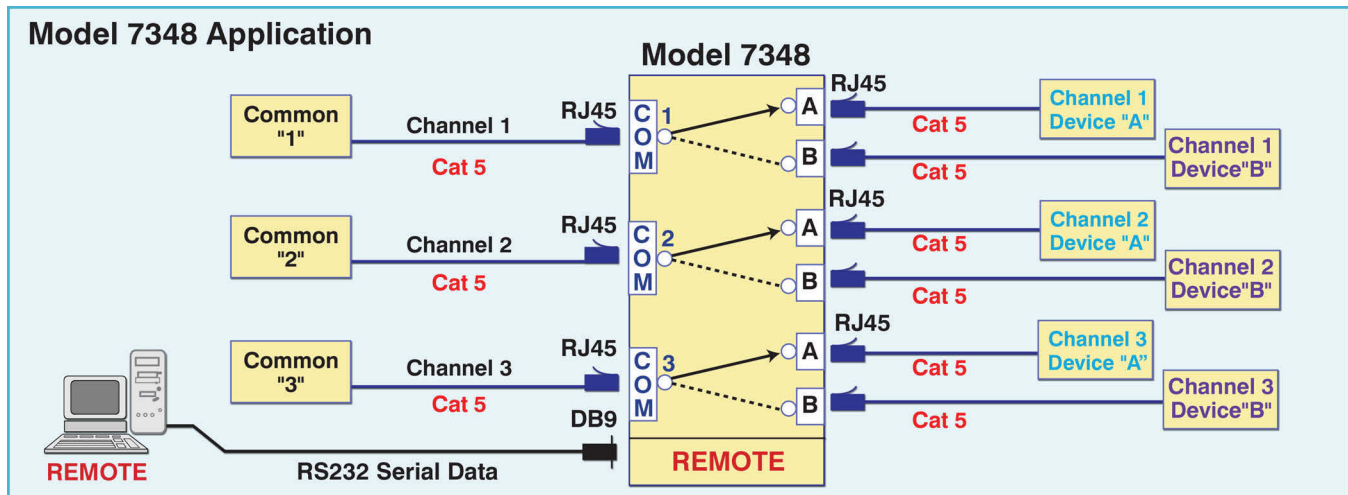 Model 7348 Application
Model 7348
Common
"1"
Channel 1
Cat 5
RJ45
C
O
M
1
A
B
RJ45
Cat 5
Cat 5
Channel 1
Device "A"
Channel 1
Device"B"
Common
"2"
Channel 2
Cat 5
RJ45
C
O
M
2
A
B
RJ45
Cat 5
Cat 5
Channel 2
Device "A"
Channel 2
Device"B"
Common
"3"
Channel 3
Cat 5
RJ45
C
O
M
3
A
B
RJ45
Cat 5
Cat 5
Channel 3
Device "A"
Channel 3
Device"B"
DB9
REMOTE
RS232 Serial Data
REMOTE